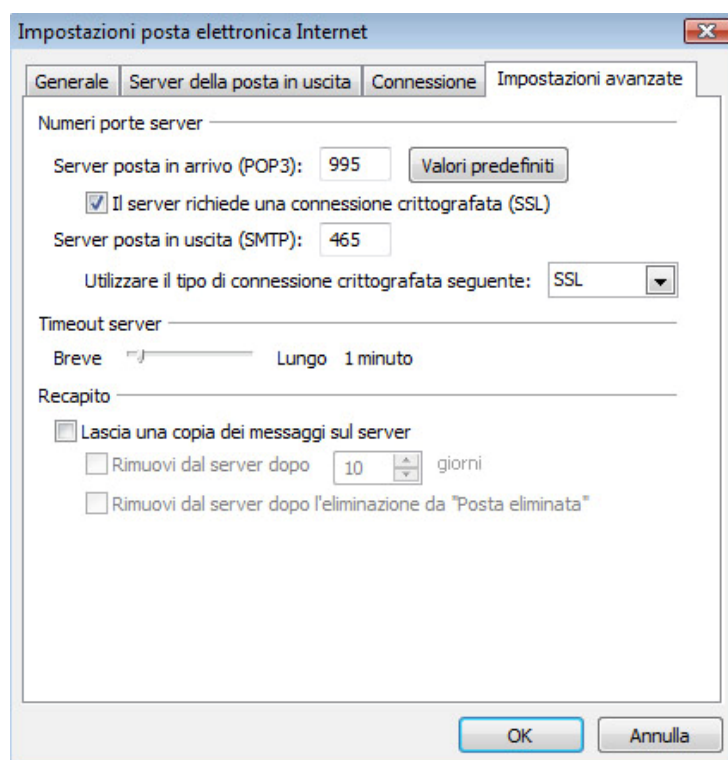 Impostazioni posta elettronica Internet
Generale Server della posta in uscita Connessione Impostazioni avanzate
Numeri porte server
Server posta in arrivo (POP3): 995 Valori predefiniti
Il server richiede una connessione crittografata (SSL)
Server posta in uscita (SMTP): 465
Utilizzare il tipo di connessione crittografata seguente: SSL
Timeout server
Breve Lungo 1 minuto
Recapito
Lascia una copia dei messaggi sul server
Rimuovi dal server dopo 10 giorni
Rimuovi dal server dopo l'eliminazione da "Posta eliminata"
OK Annulla